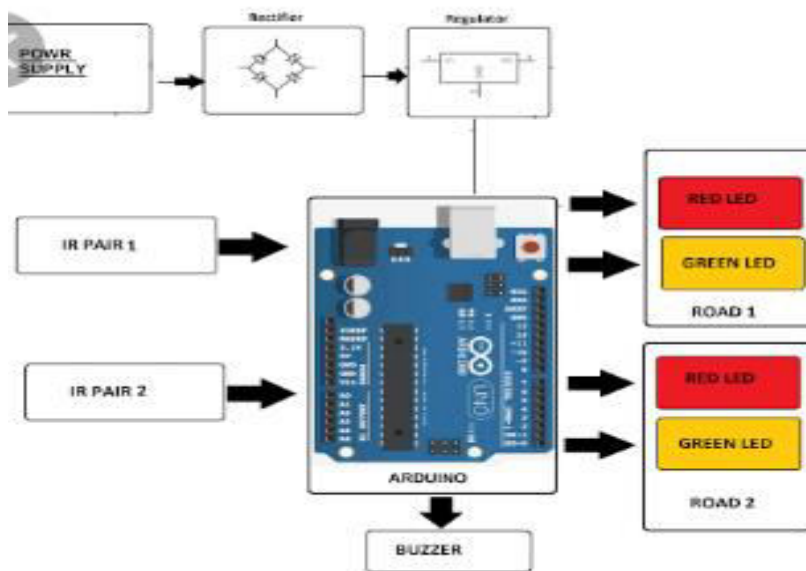 Rectifier
Regulator
POWR
SUPPLY
IR PAIR 1
IR PAIR 2
RED LED
GREEN LED
ROAD 1
RED LED
GREEN LED
ROAD 2
UNO
ARDUINO
BUZZER